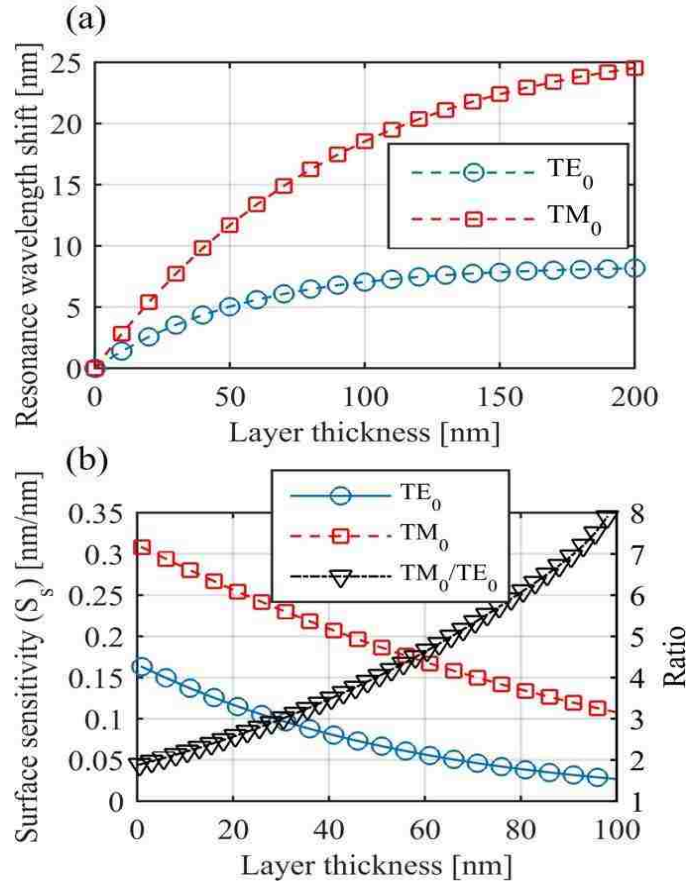 (a)
Resonance wavelength shift [nm]
25
20
15
10
5
0
TE0
TM0
0 50 100 150 200
Layer thickness [nm]
(b)
TE0
TM0
TM0/TE0
Surface sensitivity (Ss) [nm/nm]
0.35
0.3
0.25
0.2
0.15
0.1
0.05
0
8
7
6
5
4
3
2
1
Ratio
0 20 40 60 80 100
Layer thickness [nm]